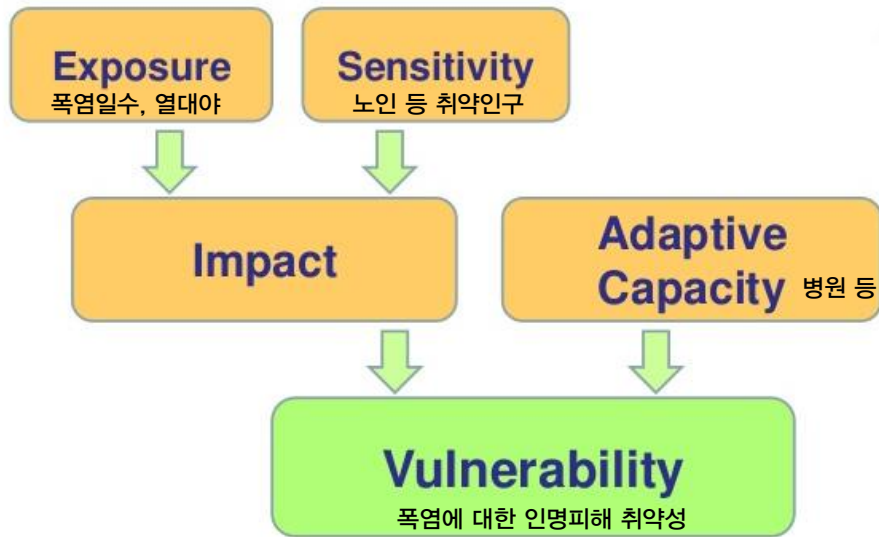 Exposure
폭염일수, 열대야
Sensitivity
노인 등 취약인구
Impact
Adaptive
Capacity 병원 등
Vulnerability
폭염에 대한 인명피해 취약성